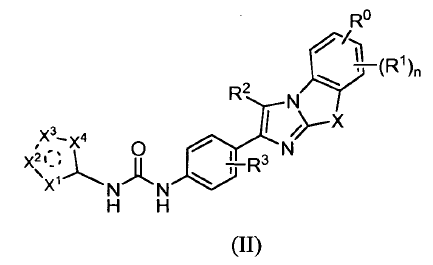 R⁰
(R¹)n
R²
N
X³
X⁴
O
X
X²
R³
N
X¹
N
N
H
H
(II)